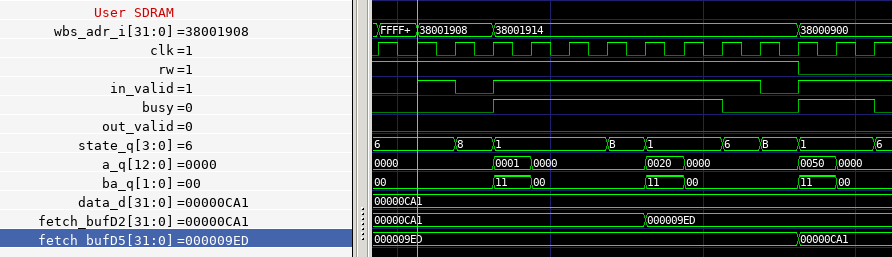 User SDRAM
wbs_adr_i[31:0]=38001908 FFFF+ 38001908 38001914 38000900
clk=1
rw=1
in_valid=1
busy=0
out_valid=0
state_q[3:0]=6 6 8 1 B 1 6 B 1 6
a_q[12:0]=0000 0000 0001 0000 0020 0000 0050 0000
ba_q[1:0]=00 00 11 00 11 00 11 00
data_d[31:0]=00000CA1 00000CA1
fetch_bufD2[31:0]=00000CA1 00000CA1 000009ED
fetch_bufD5[31:0]=000009ED 000009ED 00000CA1